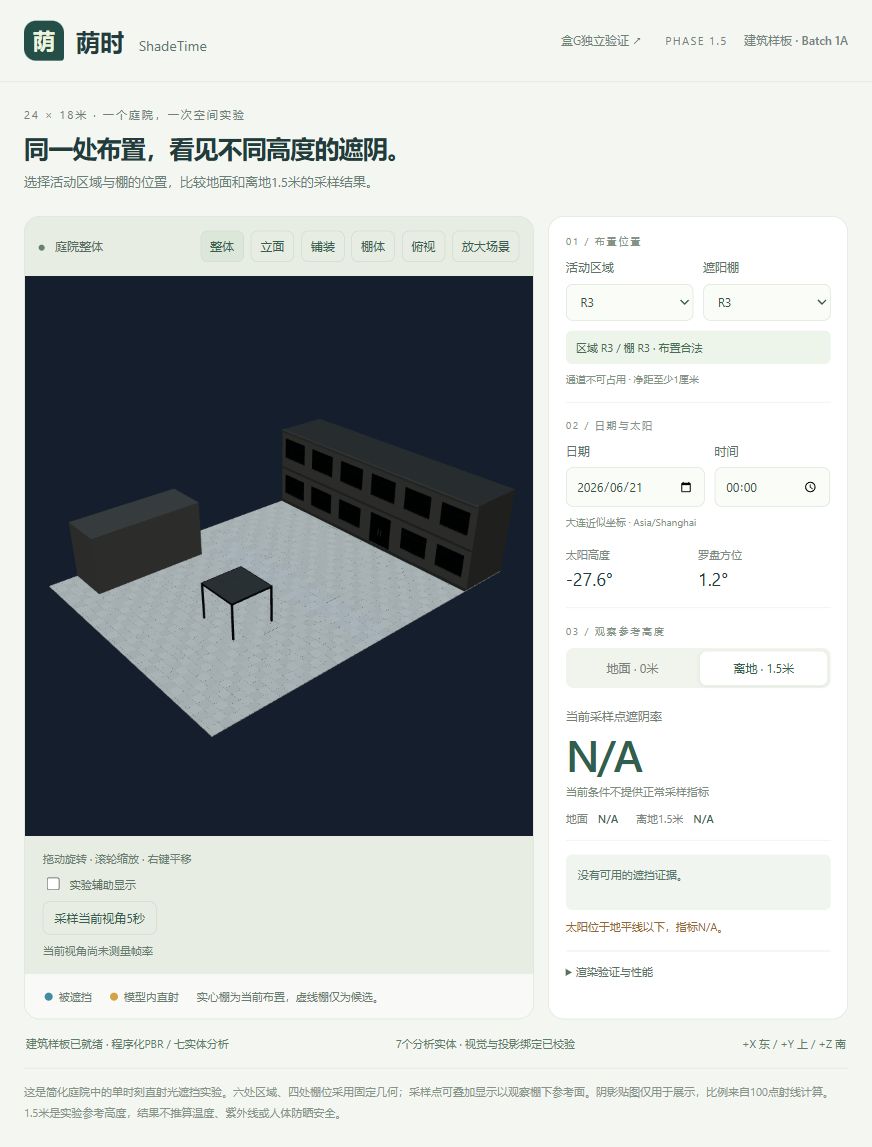 荫 荫时 ShadeTime
盒G独立验证 ↗ PHASE 1.5 建筑样板 · Batch 1A
24 × 18米 · 一个庭院，一次空间实验
同一处布置，看见不同高度的遮阴。
选择活动区域与棚的位置，比较地面和离地1.5米的采样结果。
庭院整体 整体 立面 铺装 棚体 俯视 放大场景
拖动旋转 · 滚轮缩放 · 右键平移
实验辅助显示
采样当前视角5秒
当前视角尚未测量帧率
被遮挡 模型内直射 实心棚为当前布置，虚线棚仅为候选。
01 / 布置位置
活动区域 遮阳棚
R3 R3
区域 R3 / 棚 R3 · 布置合法
通道不可占用 · 净距至少1厘米
02 / 日期与太阳
日期 时间
2026/06/21 00:00
大连近似坐标 · Asia/Shanghai
太阳高度 罗盘方位
-27.6° 1.2°
03 / 观察参考高度
地面 · 0米 离地 · 1.5米
当前采样点遮阴率
N/A
当前条件不提供正常采样指标
地面 N/A 离地1.5米 N/A
没有可用的遮挡证据。
太阳位于地平线以下，指标N/A。
渲染验证与性能
建筑样板已就绪 · 程序化PBR / 七实体分析 7个分析实体 · 视觉与投影绑定已校验 +X 东 / +Y 上 / +Z 南
这是简化庭院中的单时刻直射光遮挡实验。六处区域、四处棚位采用固定几何；采样点可叠加显示以观察棚下参考面。阴影贴图仅用于展示，比例来自100点射线计算。
1.5米是实验参考高度，结果不推算温度、紫外线或人体防晒安全。